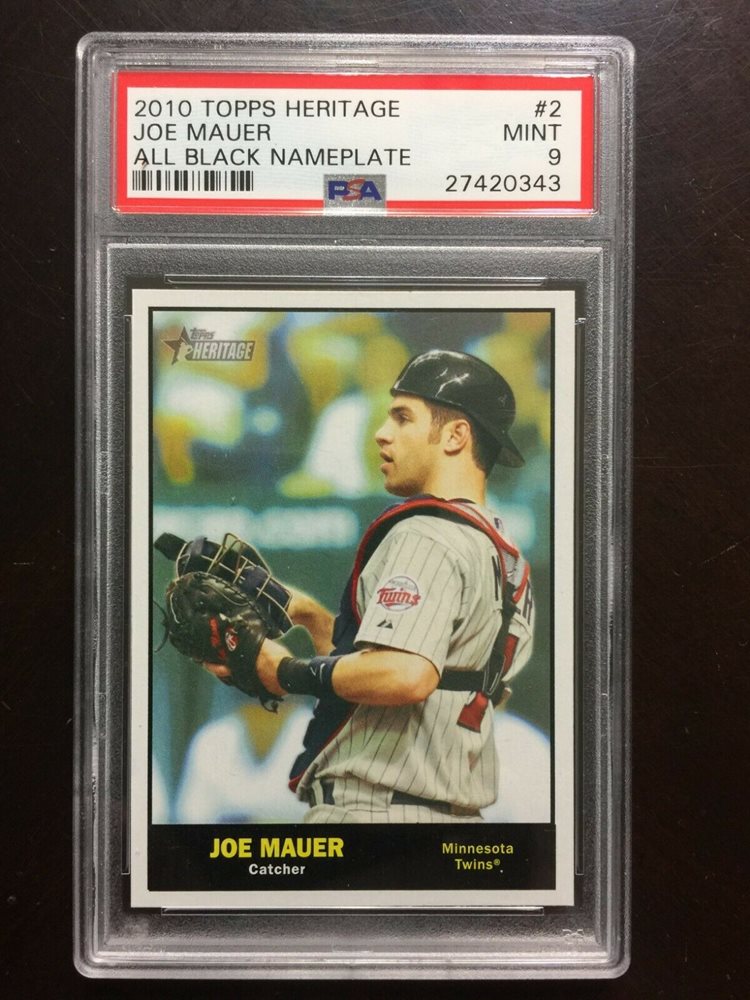 2010 TOPPS HERITAGE #2
JOE MAUER MINT
ALL BLACK NAMEPLATE 9
PSA 27420343
Topps
HERITAGE
Twins
JOE MAUER
Catcher
Minnesota
Twins®